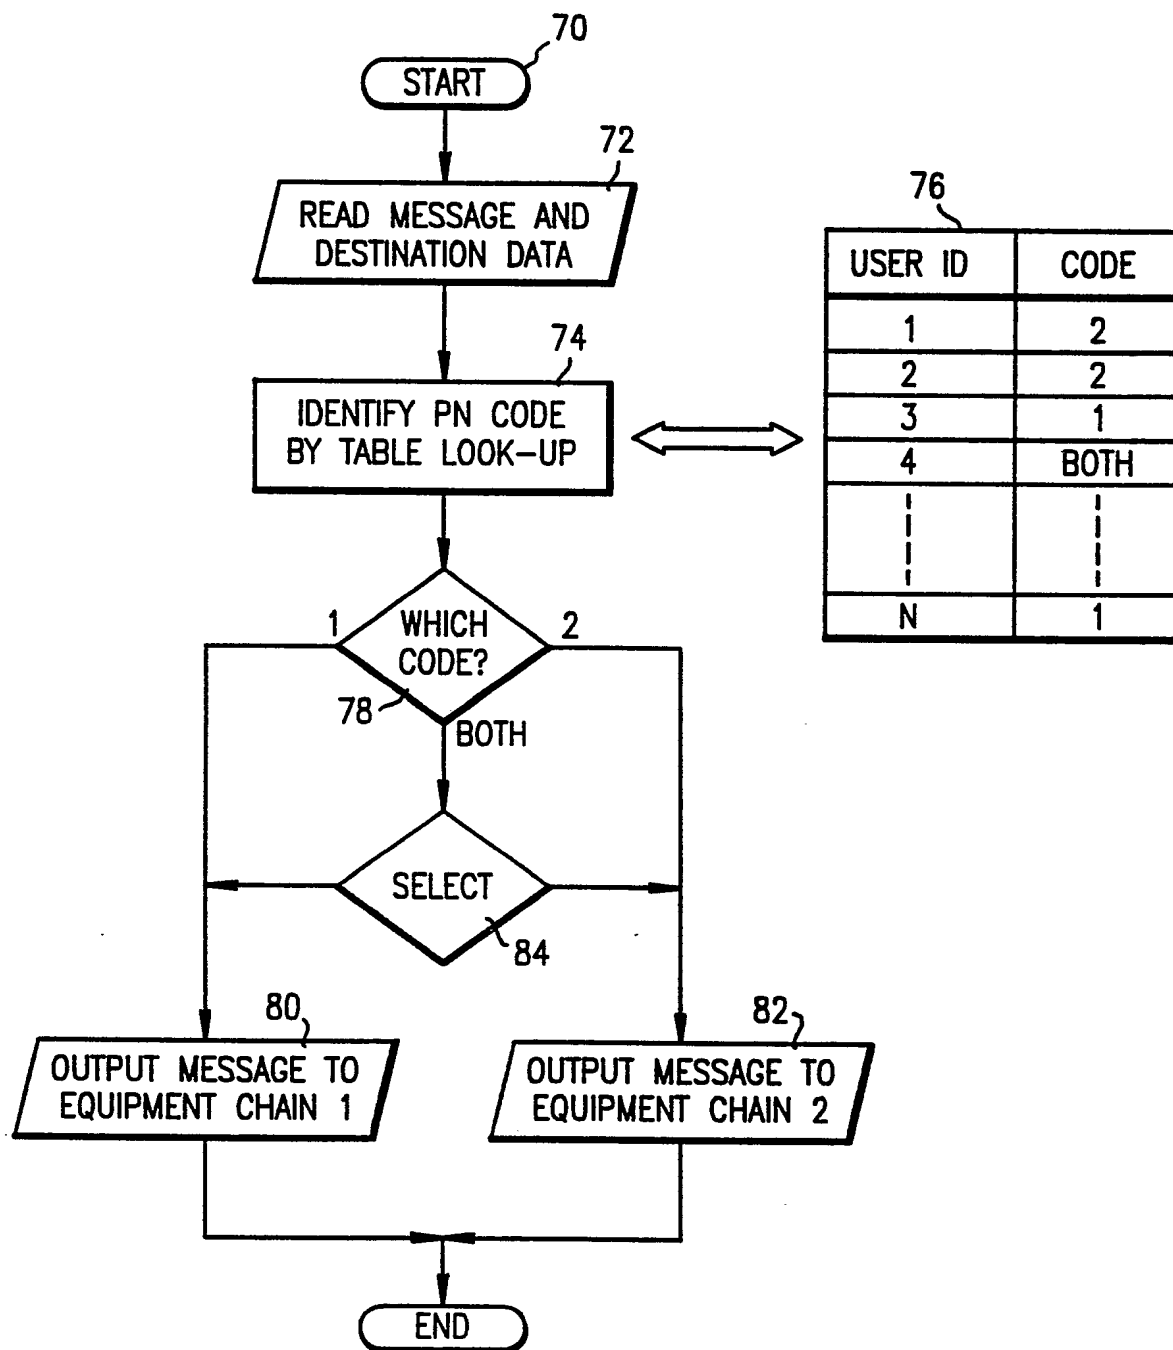 70
START
72
READ MESSAGE AND
DESTINATION DATA
76
USER ID CODE
1 2
2 2
3 1
4 BOTH
N 1
74
IDENTIFY PN CODE
BY TABLE LOOK-UP
1 WHICH 2
CODE?
78
BOTH
SELECT
84
80
OUTPUT MESSAGE TO
EQUIPMENT CHAIN 1
82
OUTPUT MESSAGE TO
EQUIPMENT CHAIN 2
END